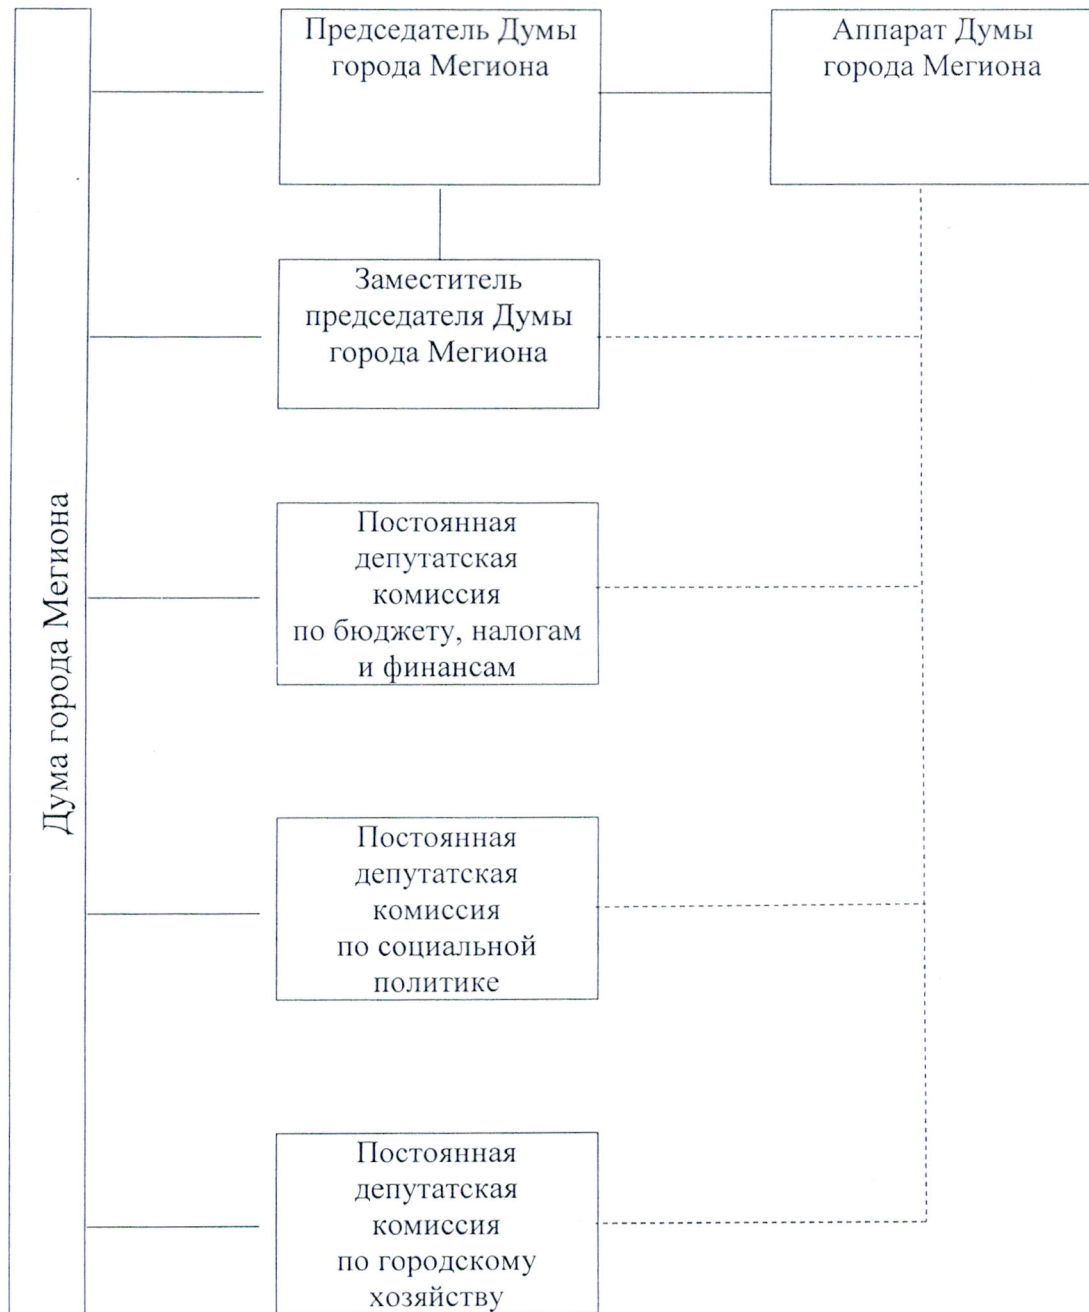 Председатель Думы
города Мегиона
Аппарат Думы
города Мегиона
Заместитель
председателя Думы
города Мегиона
Дума города Мегиона
Постоянная
депутатская
комиссия
по бюджету, налогам
и финансам
Постоянная
депутатская
комиссия
по социальной
политике
Постоянная
депутатская
комиссия
по городскому
хозяйству